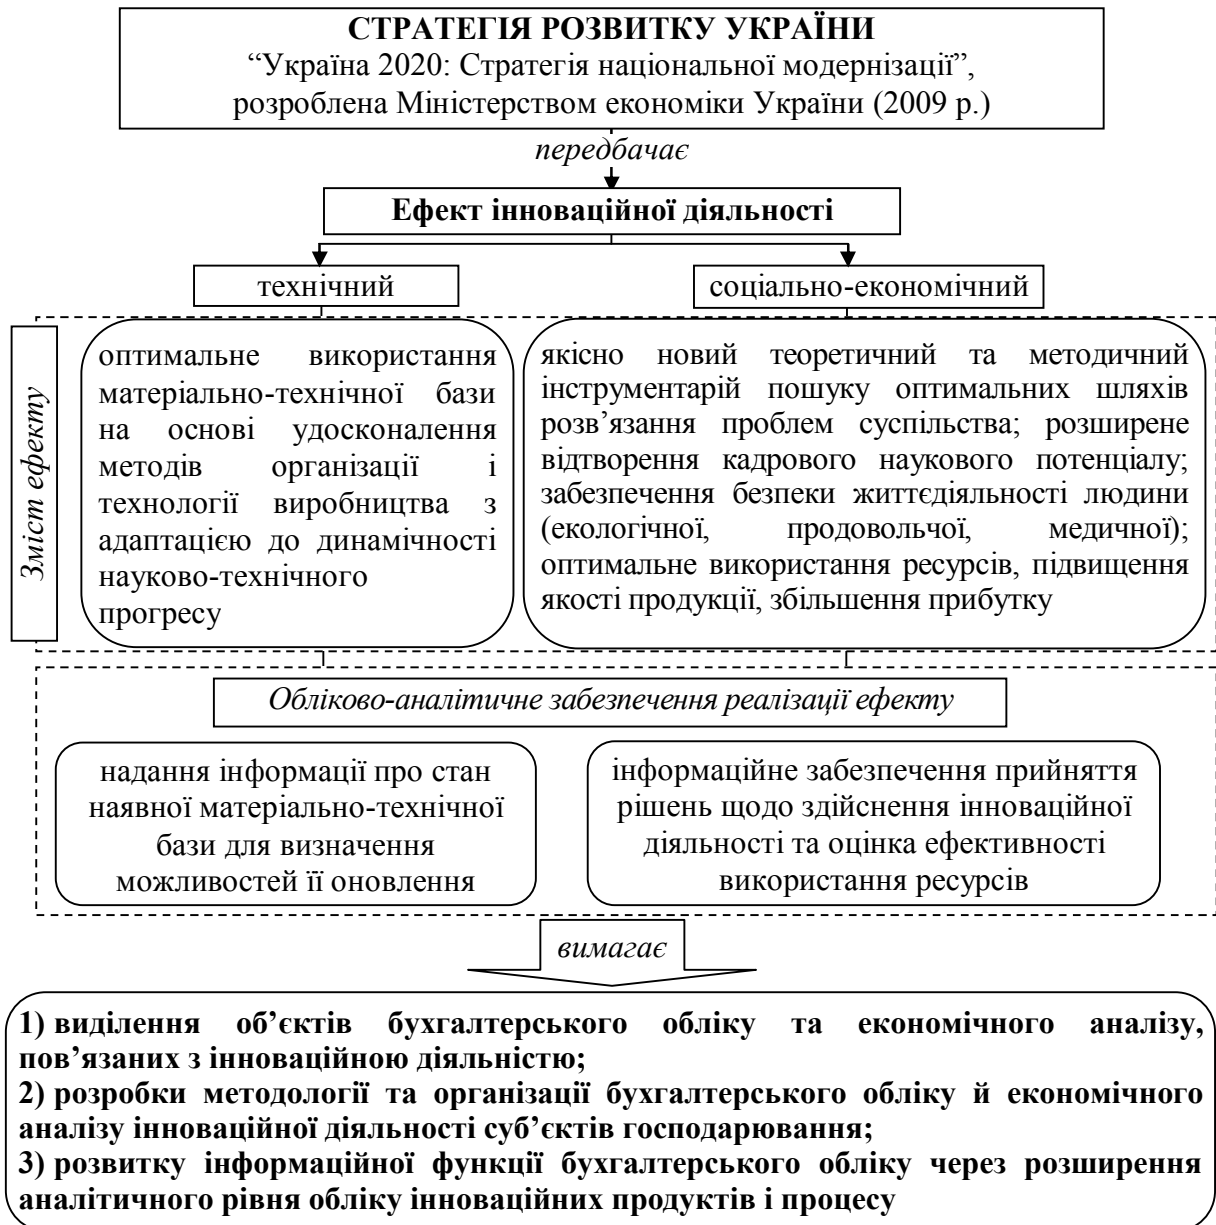 СТРАТЕГІЯ РОЗВИТКУ УКРАЇНИ
“Україна 2020: Стратегія національної модернізації”,
розроблена Міністерством економіки України (2009 р.)
передбачає
Ефект інноваційної діяльності
технічний
соціально-економічний
Зміст ефекту
оптимальне використання
матеріально-технічної бази
на основі удосконалення
методів організації і
технології виробництва з
адаптацією до динамічності
науково-технічного
прогресу
якісно новий теоретичний та методичний
інструментарій пошуку оптимальних шляхів
розв’язання проблем суспільства; розширене
відтворення кадрового наукового потенціалу;
забезпечення безпеки життєдіяльності людини
(екологічної, продовольчої, медичної);
оптимальне використання ресурсів, підвищення
якості продукції, збільшення прибутку
Обліково-аналітичне забезпечення реалізації ефекту
надання інформації про стан
наявної матеріально-технічної
бази для визначення
можливостей її оновлення
інформаційне забезпечення прийняття
рішень щодо здійснення інноваційної
діяльності та оцінка ефективності
використання ресурсів
вимагає
1) виділення об’єктів бухгалтерського обліку та економічного аналізу,
пов’язаних з інноваційною діяльністю;
2) розробки методології та організації бухгалтерського обліку й економічного
аналізу інноваційної діяльності суб’єктів господарювання;
3) розвитку інформаційної функції бухгалтерського обліку через розширення
аналітичного рівня обліку інноваційних продуктів і процесу